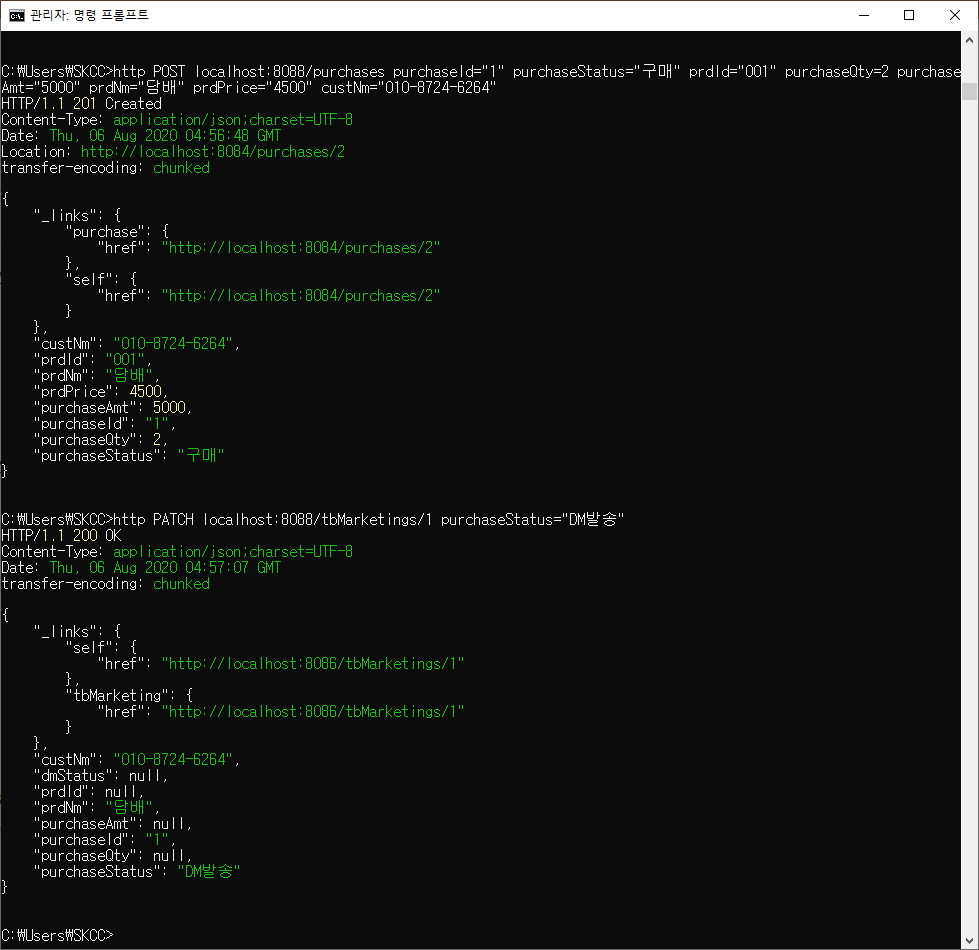 관리자: 명령 프롬프트
C:\Users\SKCC>http POST localhost:8088/purchases purchaseId="1" purchaseStatus="구매" prdId="001" purchaseQty=2 purchase
Amt="5000" prdNm="담배" prdPrice="4500" custNm="010-8724-6264"
HTTP/1.1 201 Created
Content-Type: application/json;charset=UTF-8
Date: Thu, 06 Aug 2020 04:56:48 GMT
Location: http://localhost:8084/purchases/2
transfer-encoding: chunked
{
"_links": {
"purchase": {
"href": "http://localhost:8084/purchases/2"
},
"self": {
"href": "http://localhost:8084/purchases/2"
}
},
"custNm": "010-8724-6264",
"prdId": "001",
"prdNm": "담배",
"prdPrice": 4500,
"purchaseAmt": 5000,
"purchaseId": "1",
"purchaseQty": 2,
"purchaseStatus": "구매"
}
C:\Users\SKCC>http PATCH localhost:8088/tbMarketings/1 purchaseStatus="DM발송"
HTTP/1.1 200 OK
Content-Type: application/json;charset=UTF-8
Date: Thu, 06 Aug 2020 04:57:07 GMT
transfer-encoding: chunked
{
"_links": {
"self": {
"href": "http://localhost:8086/tbMarketings/1"
},
"tbMarketing": {
"href": "http://localhost:8086/tbMarketings/1"
}
},
"custNm": "010-8724-6264",
"dmStatus": null,
"prdId": null,
"prdNm": "담배",
"purchaseAmt": null,
"purchaseId": "1",
"purchaseQty": null,
"purchaseStatus": "DM발송"
}
C:\Users\SKCC>